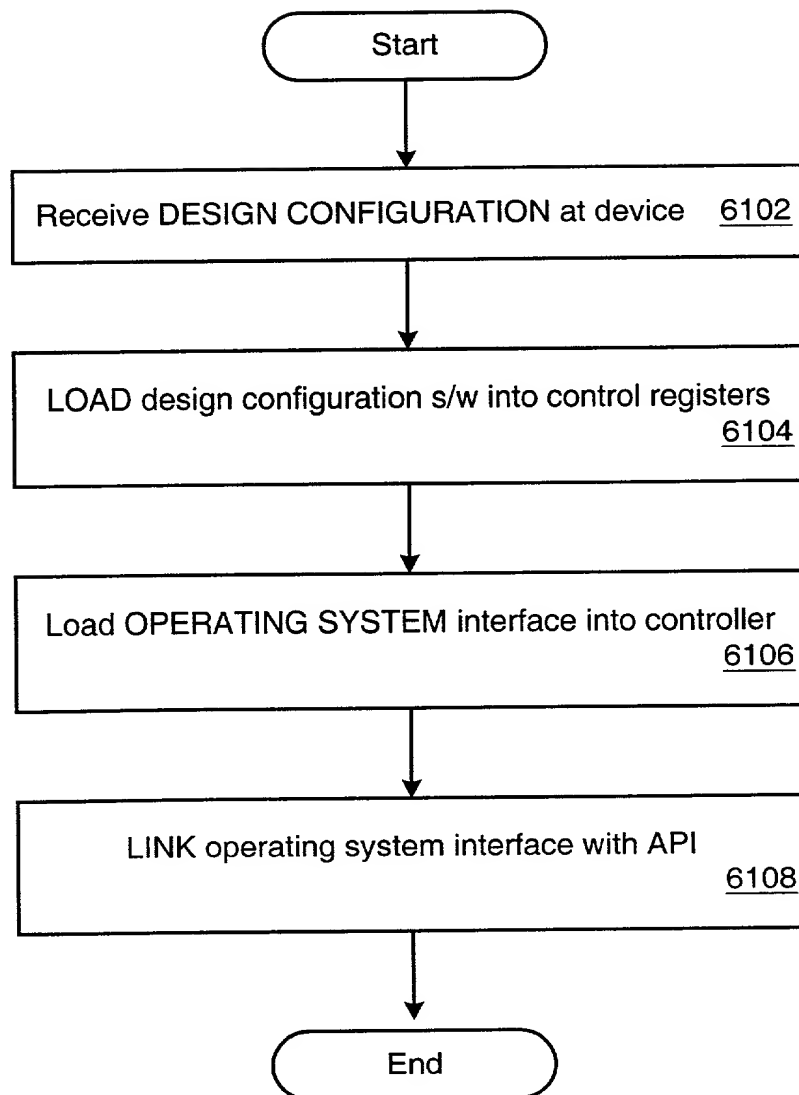 Start
Receive DESIGN CONFIGURATION at device 6102
LOAD design configuration s/w into control registers
6104
Load OPERATING SYSTEM interface into controller
6106
LINK operating system interface with API
6108
End